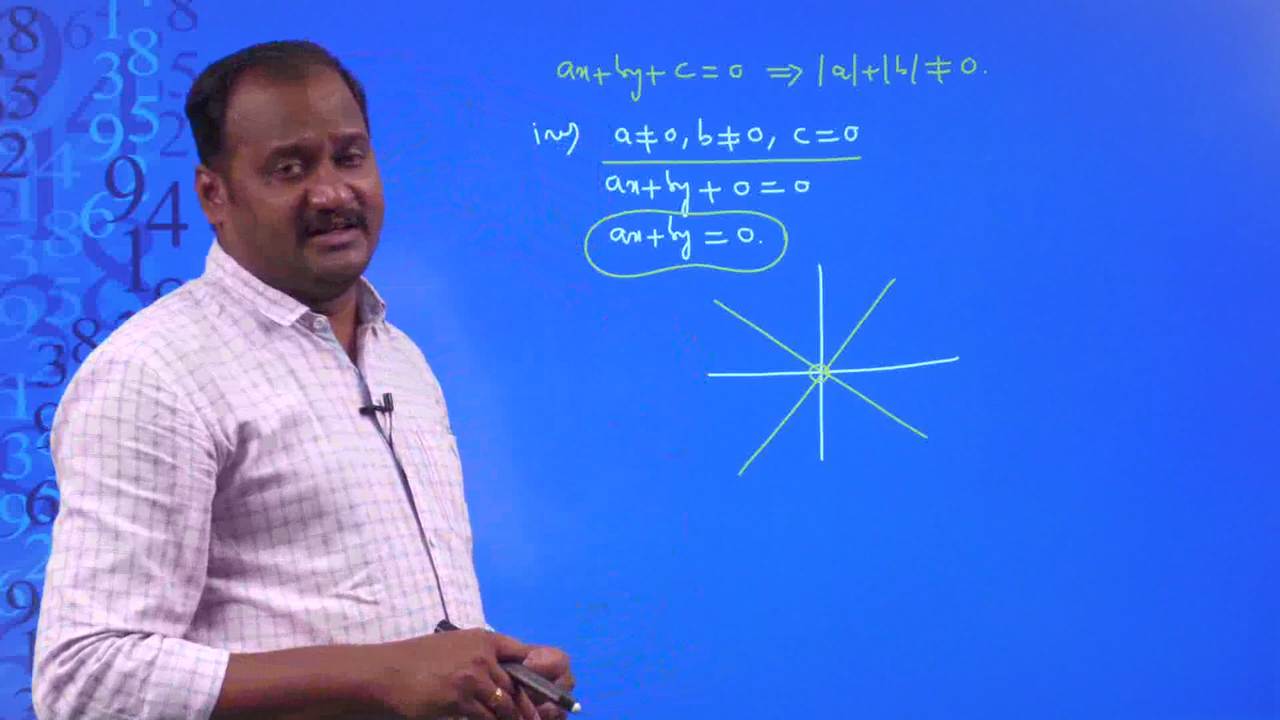 ax+by+c=0 ⇒ |a|+|b|≠0.
a≠0, b≠0, c=0
ax+by+0=0
ax+by=0.